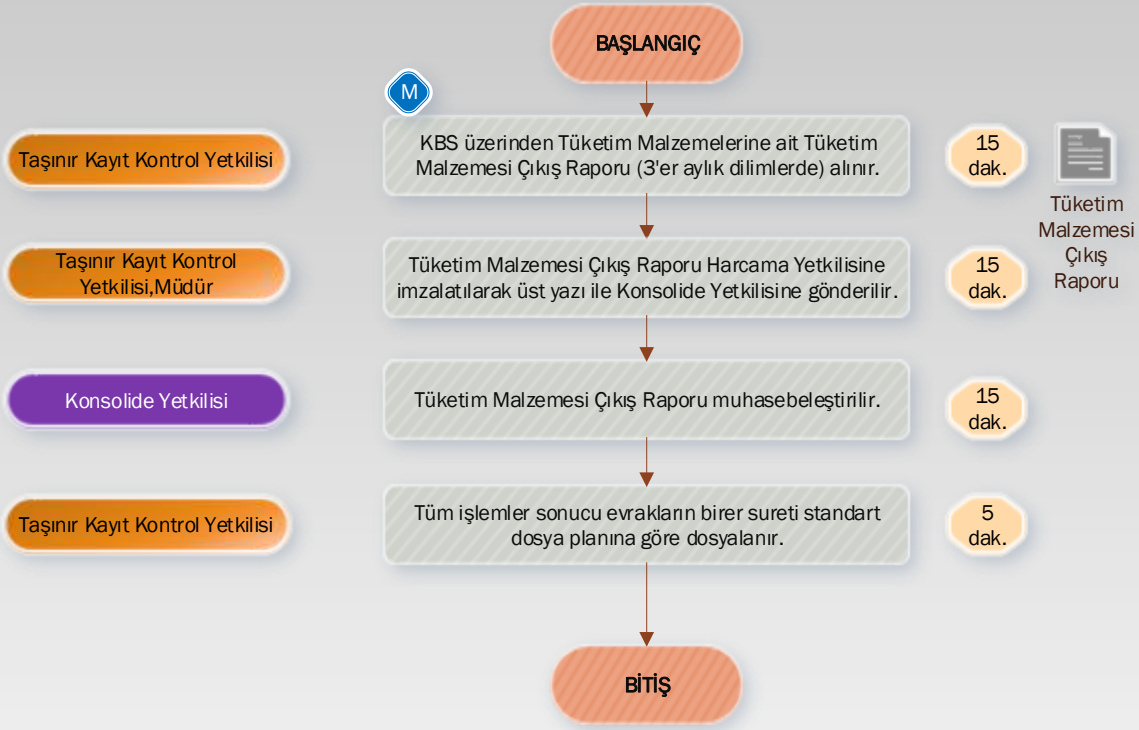 BAŞLANGIÇ
M
Taşınır Kayıt Kontrol Yetkilisi
KBS üzerinden Tüketim Malzemelerine ait Tüketim
Malzemesi Çıkış Raporu (3'er aylık dilimlerde) alınır.
15
dak.
Tüketim
Malzemesi
Çıkış
Raporu
Taşınır Kayıt Kontrol
Yetkilisi,Müdür
Tüketim Malzemesi Çıkış Raporu Harcama Yetkilisine
imzalatılarak üst yazı ile Konsolide Yetkilisine gönderilir.
15
dak.
Konsolide Yetkilisi
Tüketim Malzemesi Çıkış Raporu muhasebeleştirilir.
15
dak.
Taşınır Kayıt Kontrol Yetkilisi
Tüm işlemler sonucu evrakların birer sureti standart
dosya planına göre dosyalanır.
5
dak.
BİTİŞ